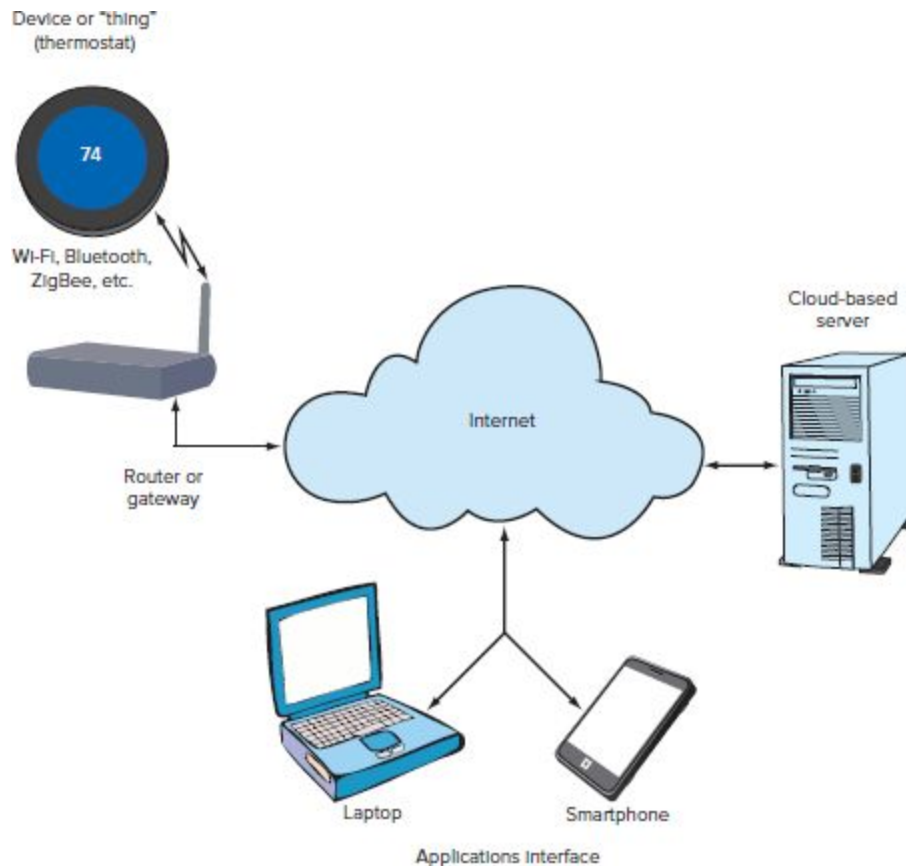 Device or "thing"
(thermostat)
74
Wi-Fi, Bluetooth,
ZigBee, etc.
Cloud-based
server
Internet
Router or
gateway
Laptop
Smartphone
Applications interface